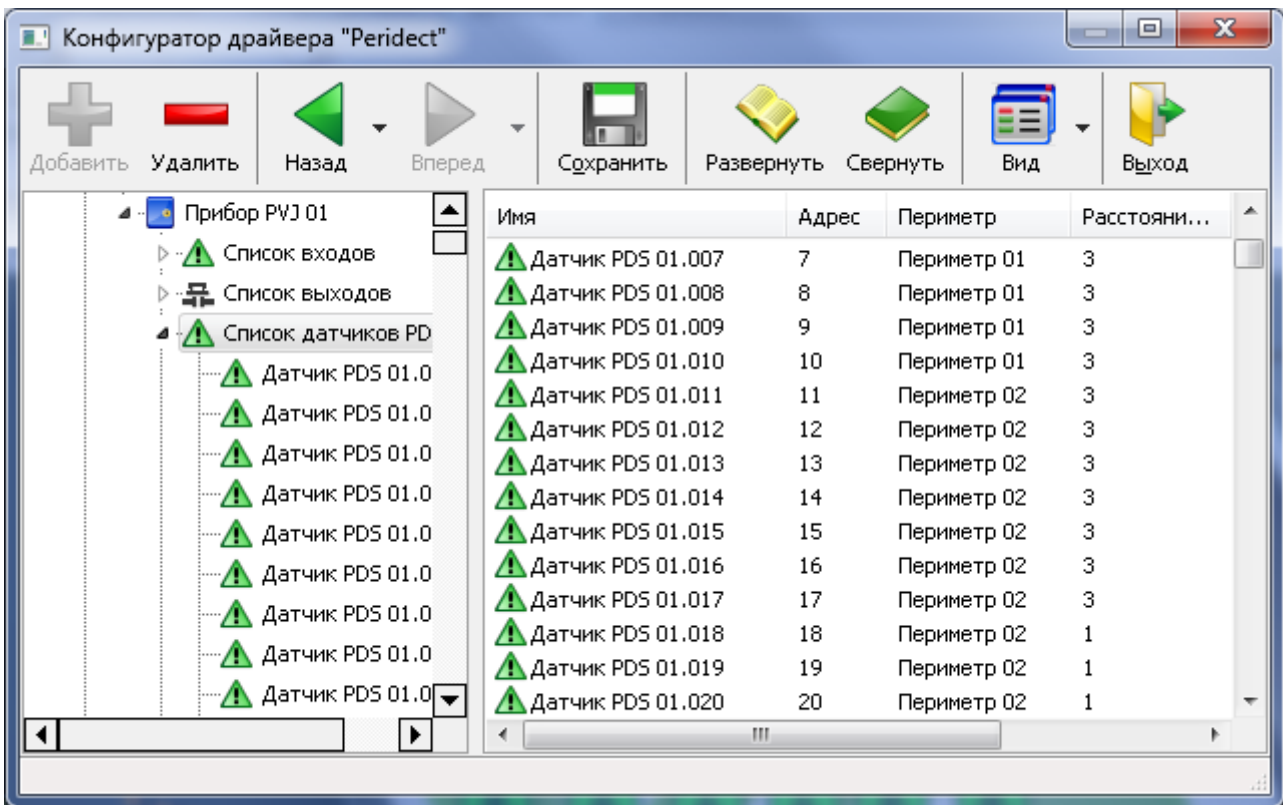 Конфигуратор драйвера "Peridect"
Добавить Удалить Назад Вперед Сохранить Развернуть Свернуть Вид Выход
Прибор PVJ 01
Список входов
Список выходов
Список датчиков PD
Датчик PDS 01.0
Датчик PDS 01.0
Датчик PDS 01.0
Датчик PDS 01.0
Датчик PDS 01.0
Датчик PDS 01.0
Датчик PDS 01.0
Датчик PDS 01.0
Датчик PDS 01.0
Имя Адрес Периметр Расстояни...
Датчик PDS 01.007 7 Периметр 01 3
Датчик PDS 01.008 8 Периметр 01 3
Датчик PDS 01.009 9 Периметр 01 3
Датчик PDS 01.010 10 Периметр 01 3
Датчик PDS 01.011 11 Периметр 02 3
Датчик PDS 01.012 12 Периметр 02 3
Датчик PDS 01.013 13 Периметр 02 3
Датчик PDS 01.014 14 Периметр 02 3
Датчик PDS 01.015 15 Периметр 02 3
Датчик PDS 01.016 16 Периметр 02 3
Датчик PDS 01.017 17 Периметр 02 3
Датчик PDS 01.018 18 Периметр 02 1
Датчик PDS 01.019 19 Периметр 02 1
Датчик PDS 01.020 20 Периметр 02 1